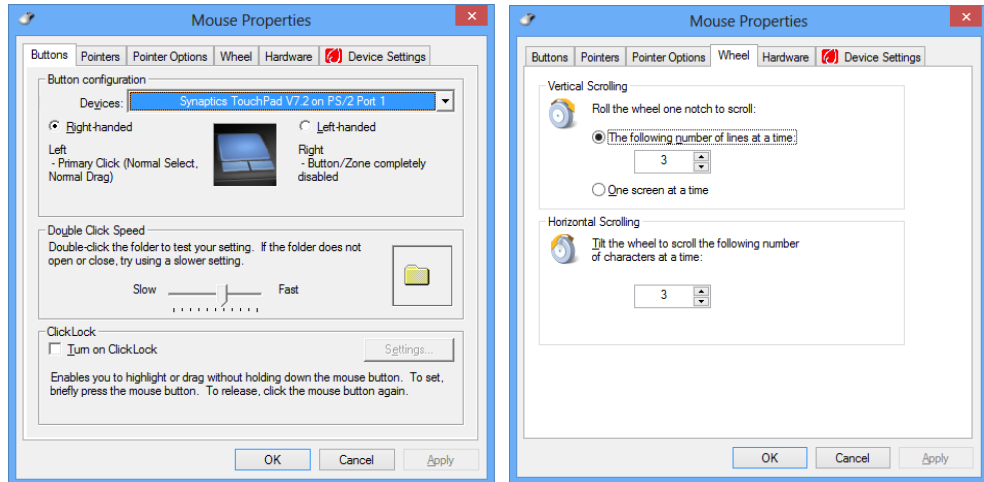 Mouse Properties
Buttons Pointers Pointer Options Wheel Hardware Device Settings
Button configuration
Devices: Synaptics TouchPad V7.2 on PS/2 Port 1
Right-handed
Left
- Primary Click (Normal Select,
Normal Drag)
Left-handed
Right
- Button/Zone completely
disabled
Double Click Speed
Double-click the folder to test your setting. If the folder does not
open or close, try using a slower setting.
Slow Fast
ClickLock
Turn on ClickLock Settings...
Enables you to highlight or drag without holding down the mouse button. To set,
briefly press the mouse button. To release, click the mouse button again.
OK Cancel Apply
Mouse Properties
Buttons Pointers Pointer Options Wheel Hardware Device Settings
Vertical Scrolling
Roll the wheel one notch to scroll:
The following number of lines at a time:
3
One screen at a time
Horizontal Scrolling
Tilt the wheel to scroll the following number
of characters at a time:
3
OK Cancel Apply